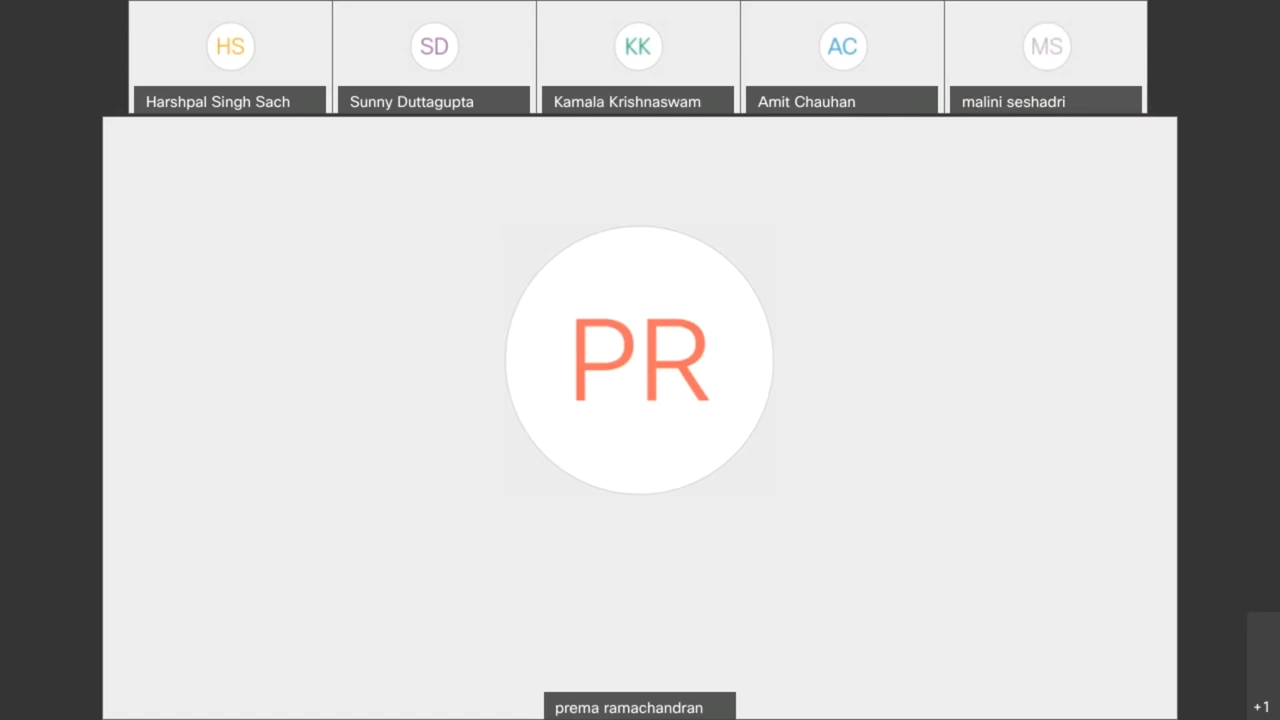 HS
SD
KK
AC
MS
Harshpal Singh Sach
Sunny Duttagupta
Kamala Krishnaswam
Amit Chauhan
malini seshadri
PR
prema ramachandran
+1